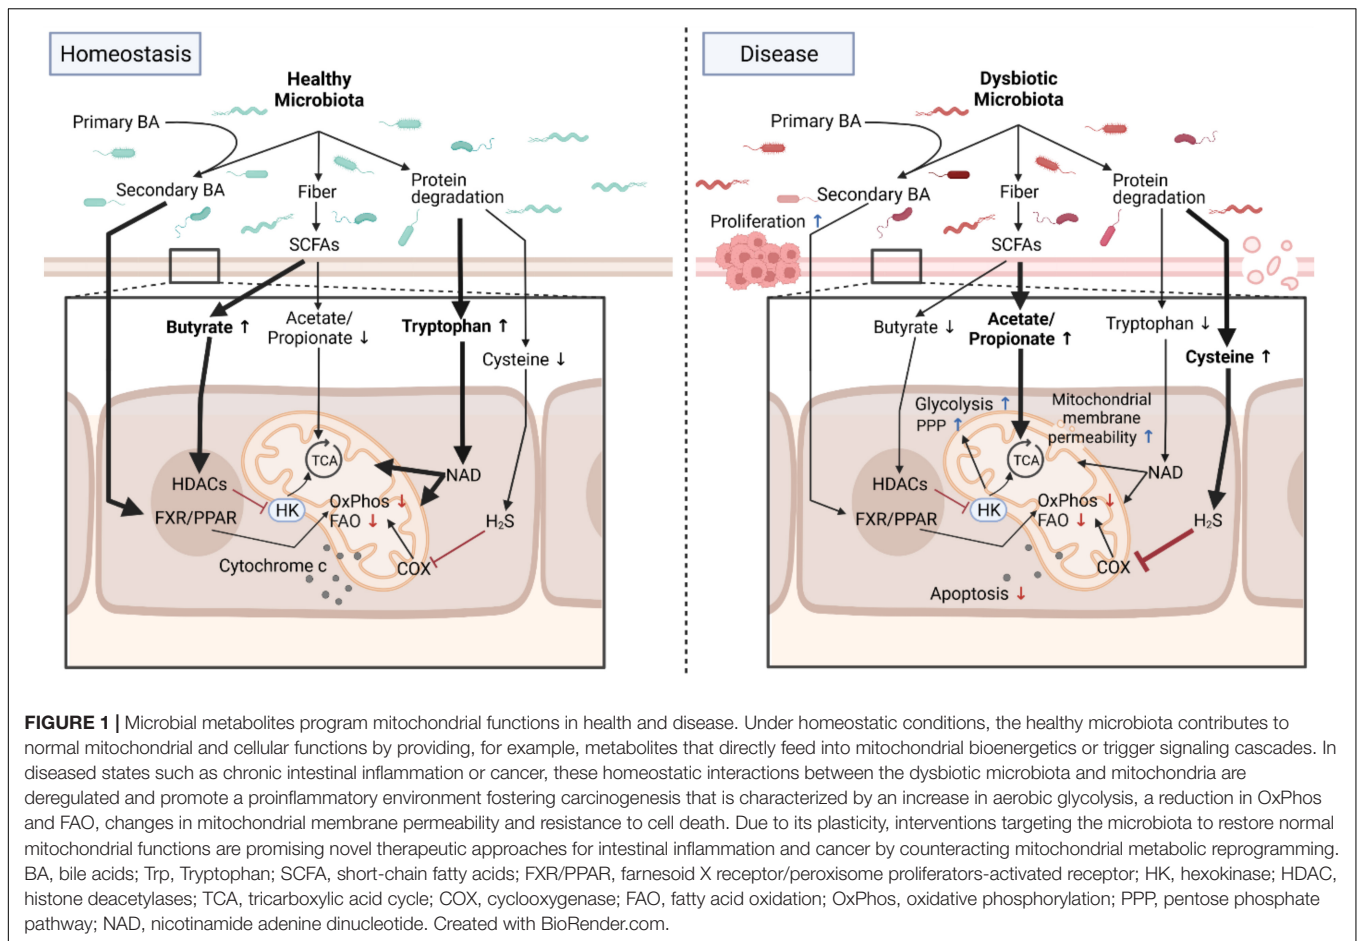 Homeostasis
Healthy
Microbiota
Primary BA
Secondary BA
Fiber
Protein
degradation
SCFAs
Butyrate ↑
Acetate/
Propionate ↓
Tryptophan ↑
Cysteine ↓
TCA
NAD
HDACs
HK
OxPhos ↓
FAO ↓
FXR/PPAR
H₂S
Cytochrome c
COX
Disease
Dysbiotic
Microbiota
Primary BA
Secondary BA
Fiber
Protein
degradation
Proliferation ↑
SCFAs
Butyrate ↓
Acetate/
Propionate ↑
Tryptophan ↓
Cysteine ↑
Glycolysis ↑
PPP ↑
Mitochondrial
membrane
permeability ↑
TCA
NAD
HDACs
HK
OxPhos ↓
FAO ↓
FXR/PPAR
H₂S
COX
Apoptosis ↓
FIGURE 1 | Microbial metabolites program mitochondrial functions in health and disease. Under homeostatic conditions, the healthy microbiota contributes to
normal mitochondrial and cellular functions by providing, for example, metabolites that directly feed into mitochondrial bioenergetics or trigger signaling cascades. In
diseased states such as chronic intestinal inflammation or cancer, these homeostatic interactions between the dysbiotic microbiota and mitochondria are
deregulated and promote a proinflammatory environment fostering carcinogenesis that is characterized by an increase in aerobic glycolysis, a reduction in OxPhos
and FAO, changes in mitochondrial membrane permeability and resistance to cell death. Due to its plasticity, interventions targeting the microbiota to restore normal
mitochondrial functions are promising novel therapeutic approaches for intestinal inflammation and cancer by counteracting mitochondrial metabolic reprogramming.
BA, bile acids; Trp, Tryptophan; SCFA, short-chain fatty acids; FXR/PPAR, farnesoid X receptor/peroxisome proliferators-activated receptor; HK, hexokinase; HDAC,
histone deacetylases; TCA, tricarboxylic acid cycle; COX, cyclooxygenase; FAO, fatty acid oxidation; OxPhos, oxidative phosphorylation; PPP, pentose phosphate
pathway; NAD, nicotinamide adenine dinucleotide. Created with BioRender.com.